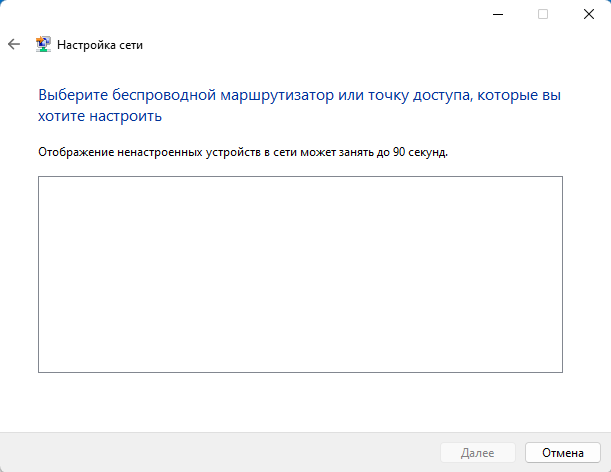 Настройка сети
Выберите беспроводной маршрутизатор или точку доступа, которые вы
хотите настроить
Отображение ненастроенных устройств в сети может занять до 90 секунд.
Далее
Отмена